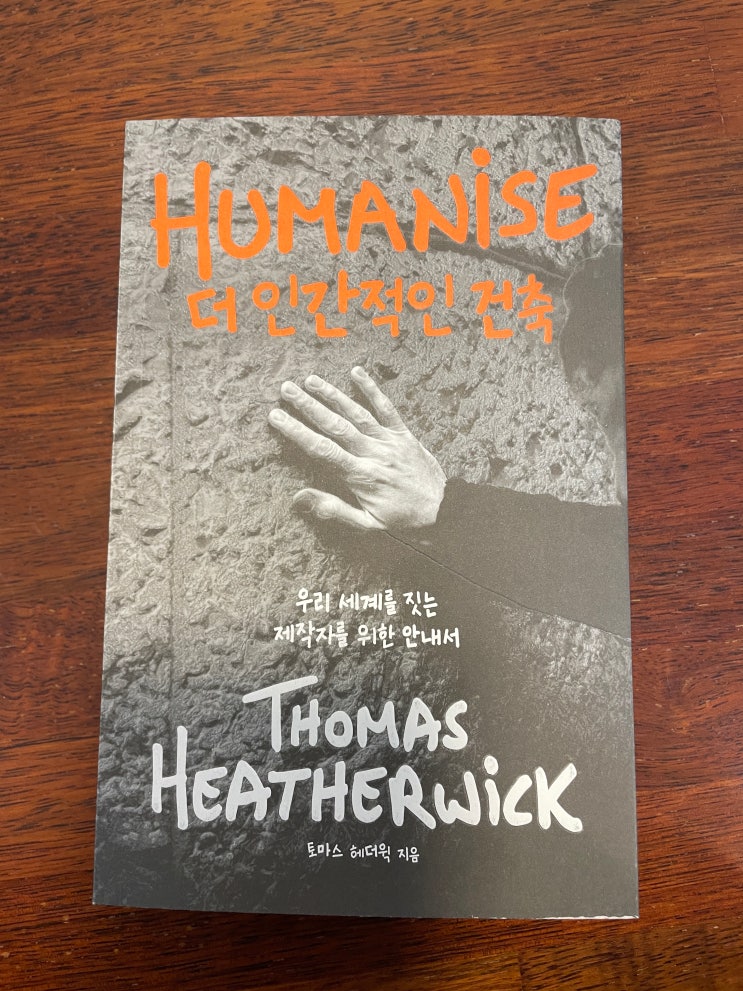 HUMANiSE
더 인간적인 건축
우리 세계를 짓는
제작자를 위한 안내서
THOMAS
HEATHERWiCK
토마스 헤더윅 지음